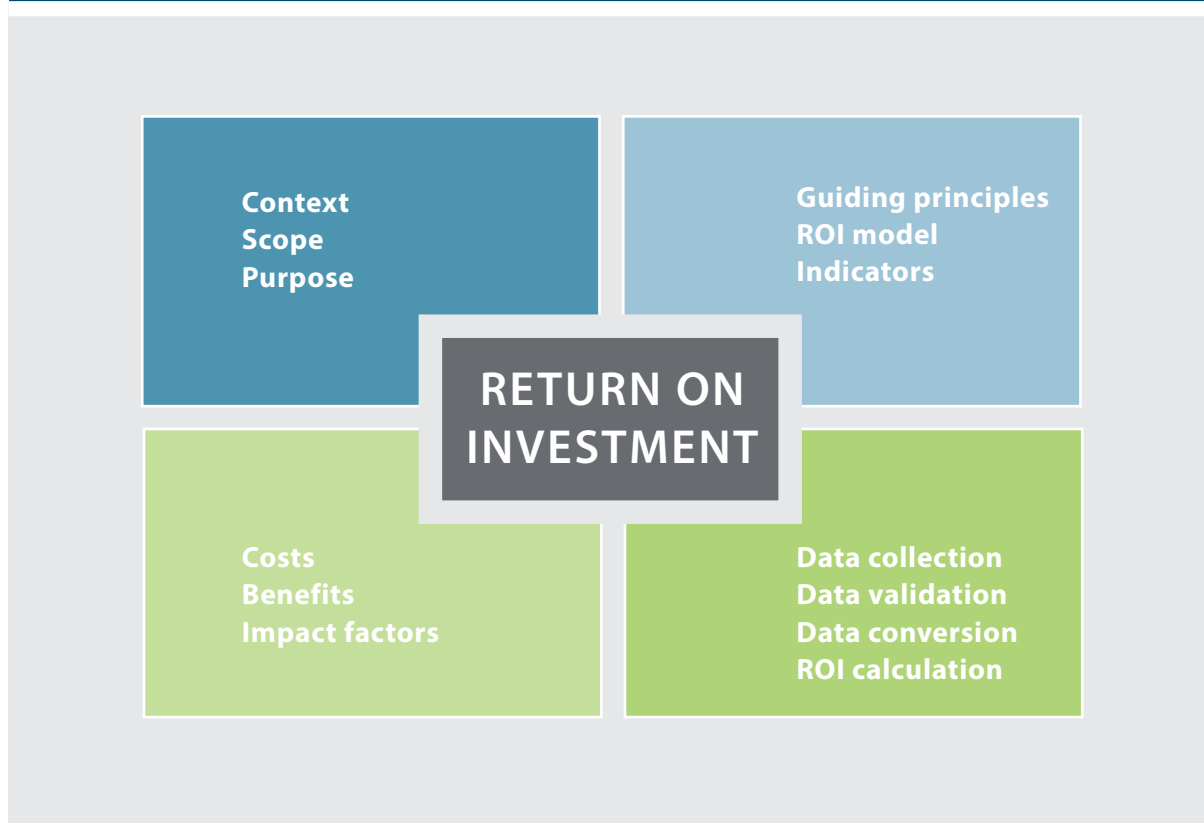 Context
Scope
Purpose
Guiding principles
ROI model
Indicators
RETURN ON
INVESTMENT
Costs
Benefits
Impact factors
Data collection
Data validation
Data conversion
ROI calculation